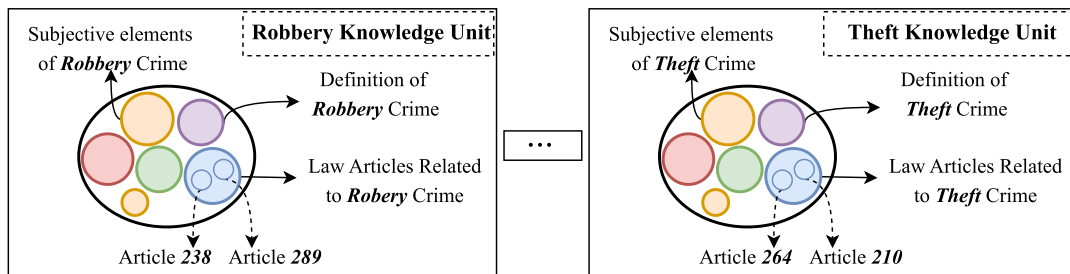 Subjective elements
of Robbery Crime
Robbery Knowledge Unit
Definition of
Robbery Crime
Law Articles Related
to Robery Crime
Article 238
Article 289
...
Subjective elements
of Theft Crime
Theft Knowledge Unit
Definition of
Theft Crime
Law Articles Related
to Theft Crime
Article 264
Article 210